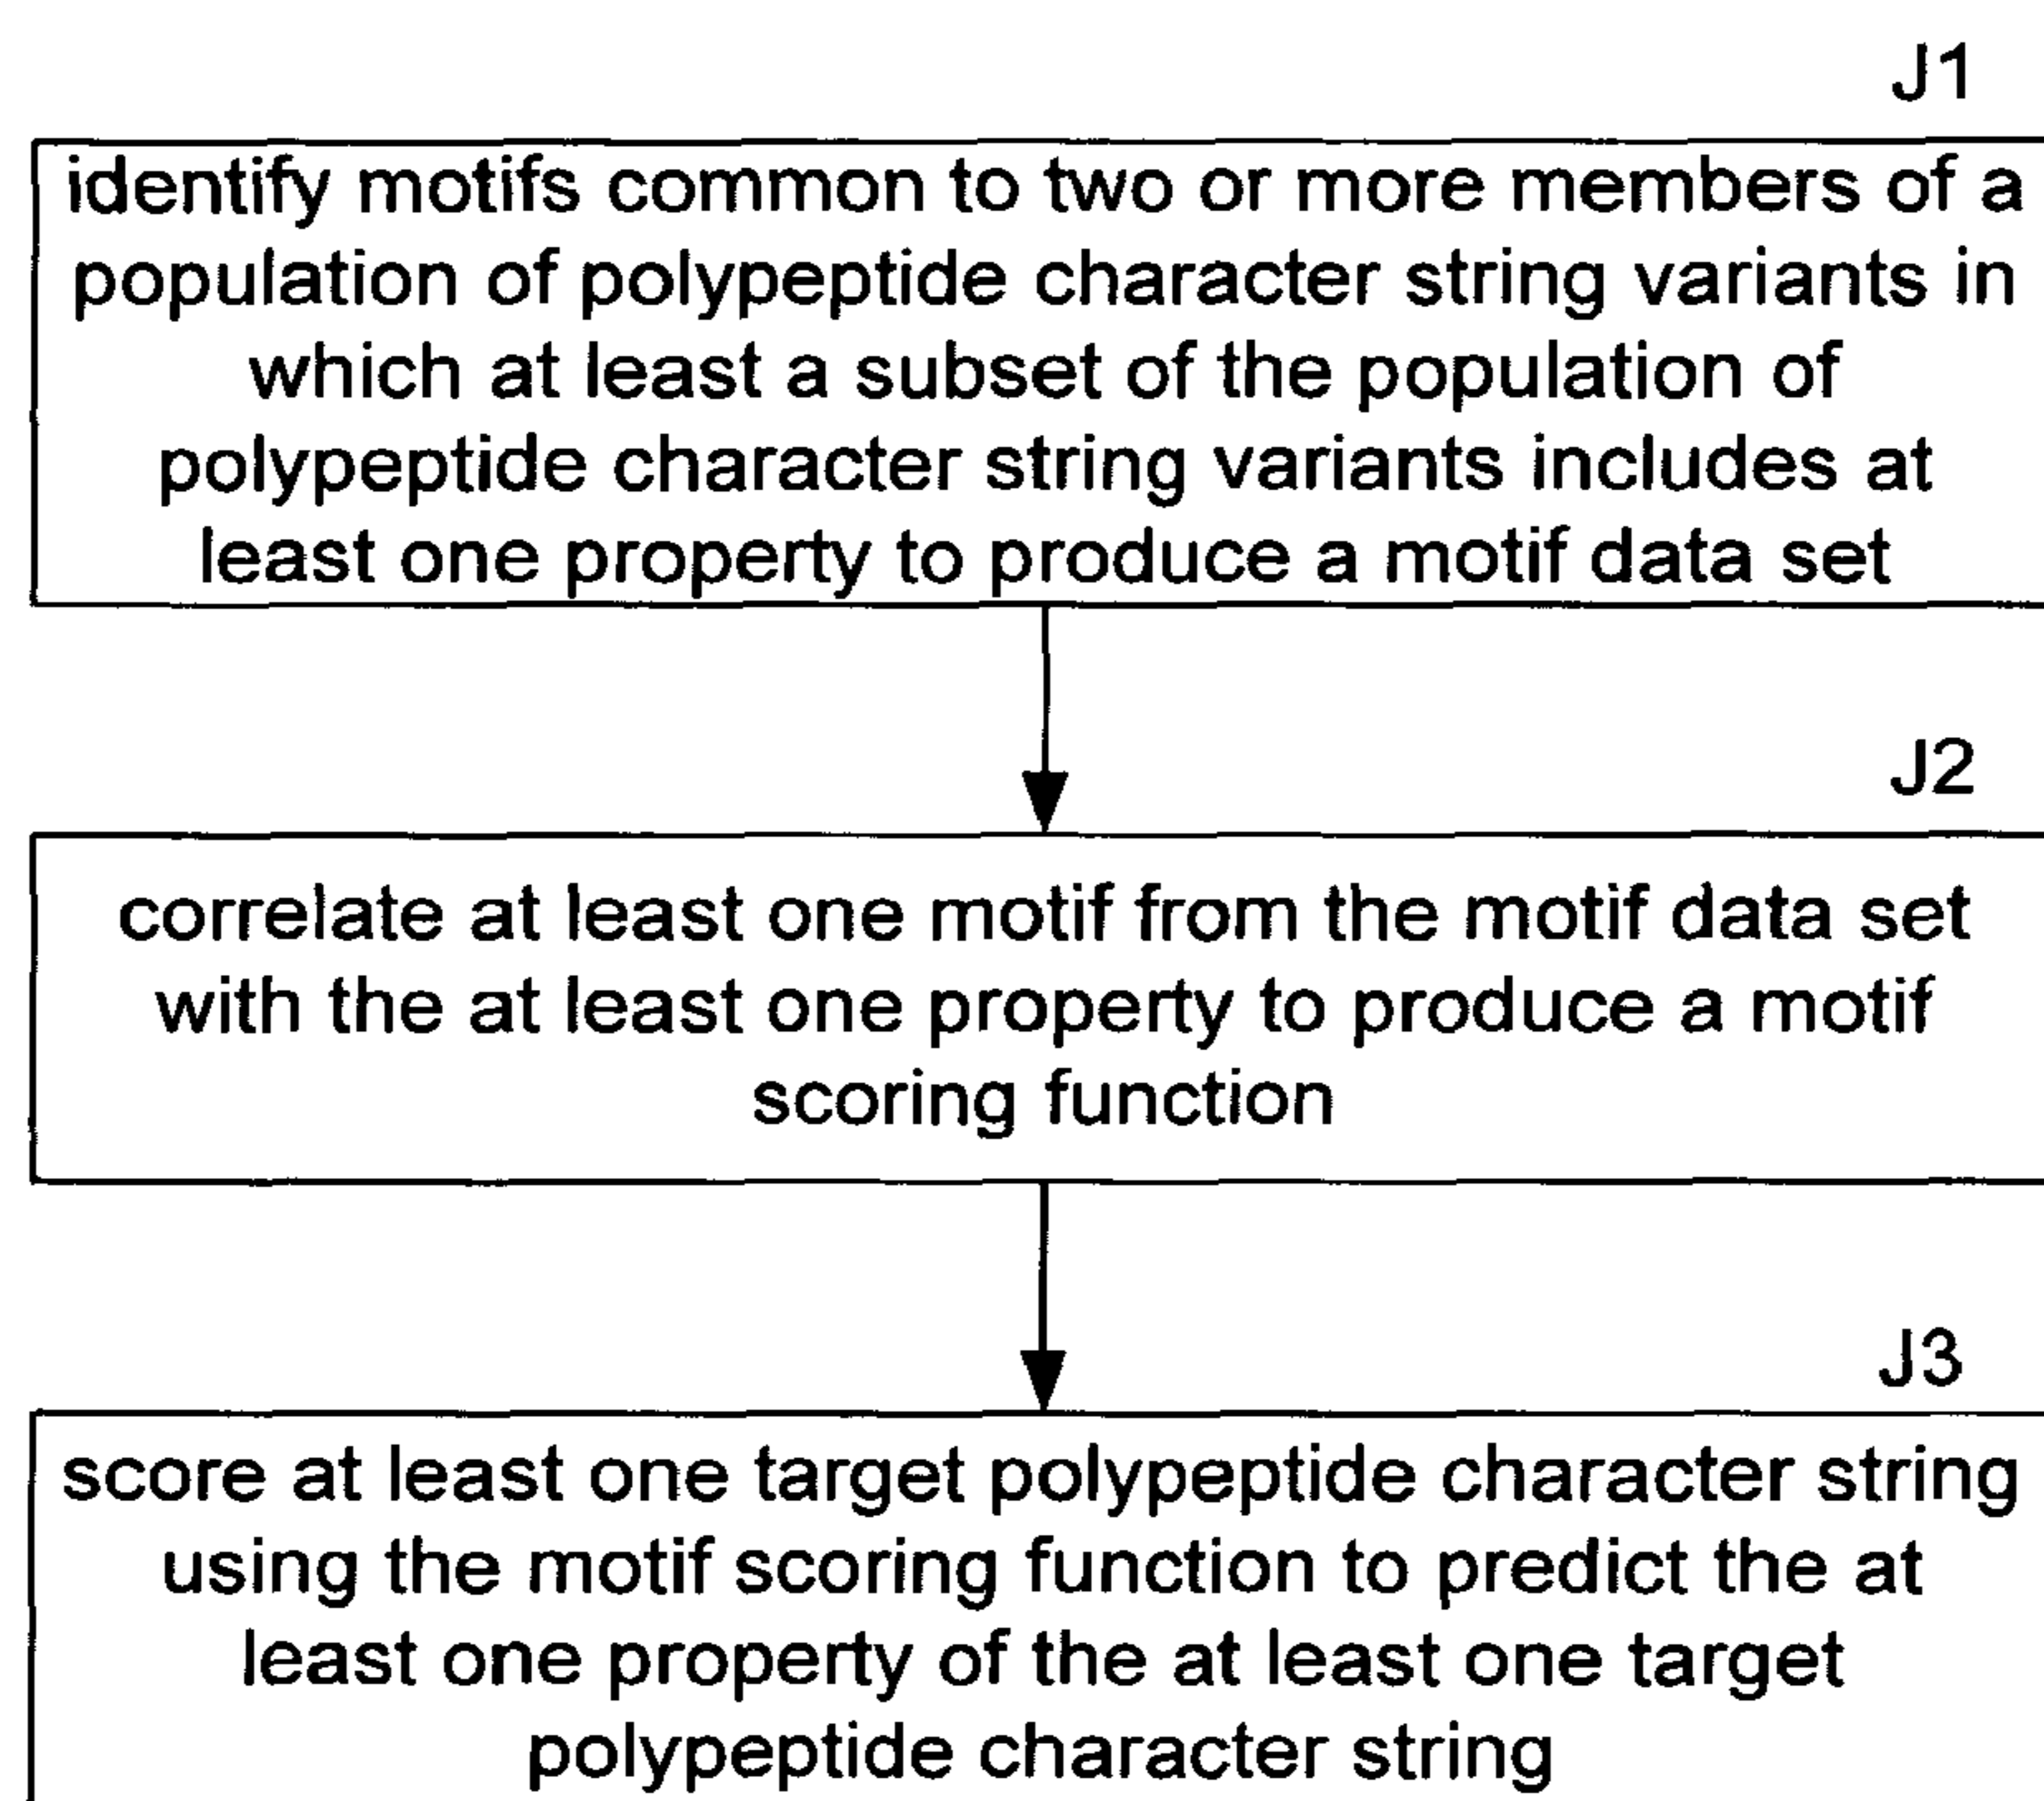 J1
identify motifs common to two or more members of a
population of polypeptide character string variants in
which at least a subset of the population of
polypeptide character string variants includes at
least one property to produce a motif data set
J2
correlate at least one motif from the motif data set
with the at least one property to produce a motif
scoring function
J3
score at least one target polypeptide character string
using the motif scoring function to predict the at
least one property of the at least one target
polypeptide character string